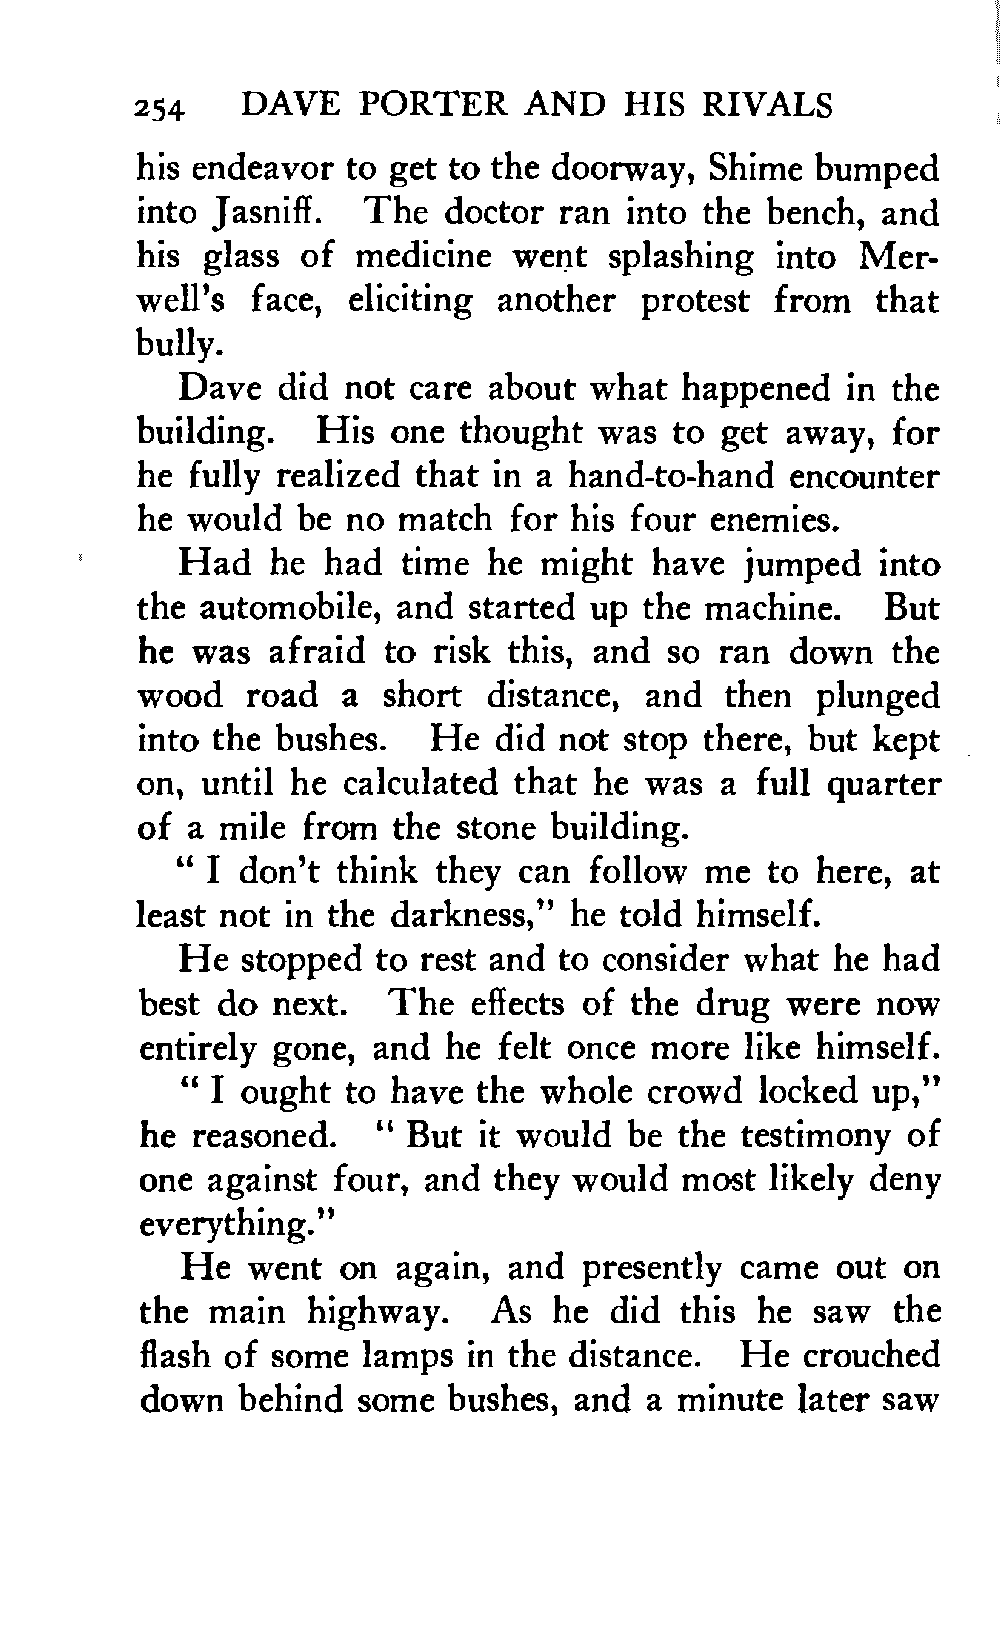 254 DAVE PORTER AND HIS RIVALS
his endeavor to get to the doorway, Shime bumped
into Jasniff. The doctor ran into the bench, and
his glass of medicine went splashing into Mer-
well's face, eliciting another protest from that
bully.
Dave did not care about what happened in the
building. His one thought was to get away, for
he fully realized that in a hand-to-hand encounter
he would be no match for his four enemies.
Had he had time he might have jumped into
the automobile, and started up the machine. But
he was afraid to risk this, and so ran down the
wood road a short distance, and then plunged
into the bushes. He did not stop there, but kept
on, until he calculated that he was a full quarter
of a mile from the stone building.
" I don't think they can follow me to here, at
least not in the darkness," he told himself.
He stopped to rest and to consider what he had
best do next. The effects of the drug were now
entirely gone, and he felt once more like himself.
" I ought to have the whole crowd locked up,"
he reasoned. " But it would be the testimony of
one against four, and they would most likely deny
everything."
He went on again, and presently came out on
the main highway. As he did this he saw the
flash of some lamps in the distance. He crouched
down behind some bushes, and a minute later saw